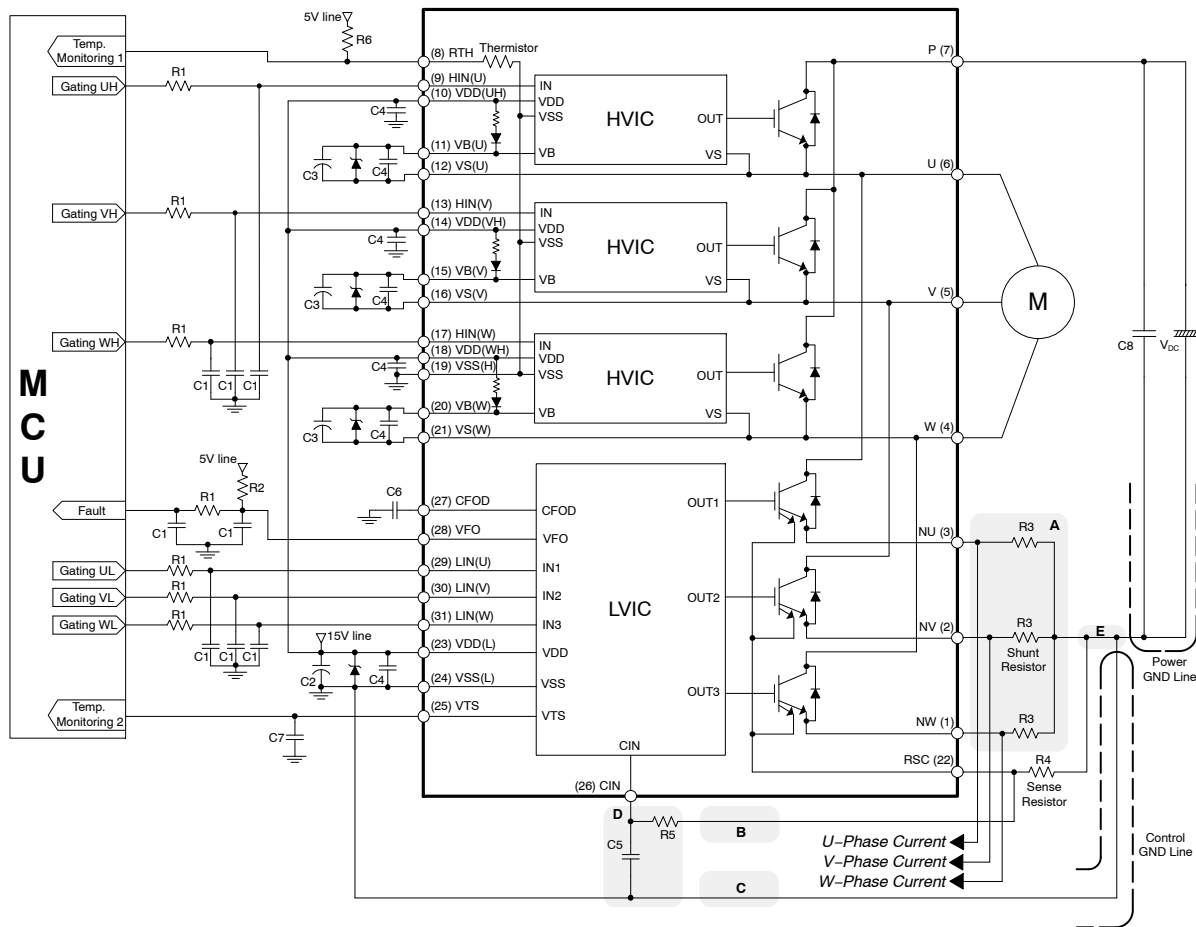 MCU
5V line
R6
Temp.
Monitoring 1
(8) RTH
Thermistor
P (7)
R1
Gating UH
(9) HIN(U)
(10) VDD(UH)
C4
IN
VDD
VSS
HVIC
OUT
VS
VB
(11) VB(U)
(12) VS(U)
C3
C4
U (6)
R1
Gating VH
(13) HIN(V)
(14) VDD(VH)
C4
IN
VDD
VSS
HVIC
OUT
VS
VB
(15) VB(V)
(16) VS(V)
C3
C4
V (5)
M
R1
Gating WH
(17) HIN(W)
(18) VDD(WH)
(19) VSS(H)
C4
IN
VDD
VSS
HVIC
OUT
VS
VB
C1
C1
C1
(20) VB(W)
(21) VS(W)
C3
C4
W (4)
C8
VDC
5V line
R2
R1
Fault
C1
C1
C6
(27) CFOD
(28) VFO
CFOD
VFO
OUT1
NU (3)
R3
A
R1
Gating UL
(29) LIN(U)
IN1
R1
Gating VL
(30) LIN(V)
IN2
LVIC
OUT2
R1
Gating WL
(31) LIN(W)
IN3
NV (2)
R3
E
Shunt
Resistor
C1
C1
C1
15V line
(23) VDD(L)
VDD
C2
C4
(24) VSS(L)
VSS
OUT3
Power
GND Line
Temp.
Monitoring 2
(25) VTS
VTS
C7
NW (1)
R3
CIN
RSC (22)
R4
Sense
Resistor
(26) CIN
D
R5
B
C5
C
U−Phase Current
V−Phase Current
W−Phase Current
Control
GND Line